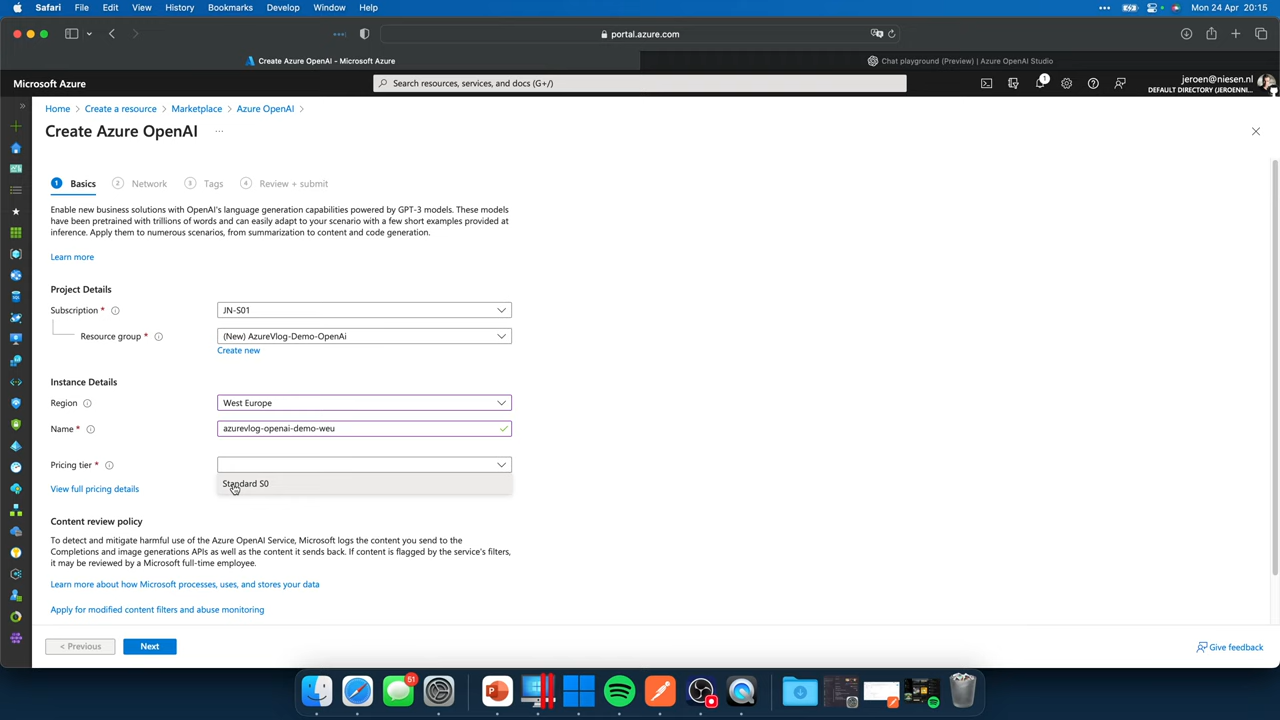 Safari File Edit View History Bookmarks Develop Window Help Mon 24 Apr 20:15
portal.azure.com
Create Azure OpenAI - Microsoft Azure
Chat playground (Preview) | Azure OpenAI Studio
Microsoft Azure
Search resources, services, and docs (G+/)
1
jeroen@niesen.nl
DEFAULT DIRECTORY (JEROENNI...
Home > Create a resource > Marketplace > Azure OpenAI >
Create Azure OpenAI ...
1 Basics 2 Network 3 Tags 4 Review + submit
Enable new business solutions with OpenAI's language generation capabilities powered by GPT-3 models. These models
have been pretrained with trillions of words and can easily adapt to your scenario with a few short examples provided at
inference. Apply them to numerous scenarios, from summarization to content and code generation.
Learn more
Project Details
Subscription *
JN-S01
Resource group *
(New) AzureVlog-Demo-OpenAi
Create new
Instance Details
Region
West Europe
Name *
azurevlog-openai-demo-weu
Pricing tier *
Standard S0
View full pricing details
Content review policy
To detect and mitigate harmful use of the Azure OpenAI Service, Microsoft logs the content you send to the
Completions and image generations APIs as well as the content it sends back. If content is flagged by the service's filters,
it may be reviewed by a Microsoft full-time employee.
Learn more about how Microsoft processes, uses, and stores your data
Apply for modified content filters and abuse monitoring
< Previous
Next
Give feedback
51